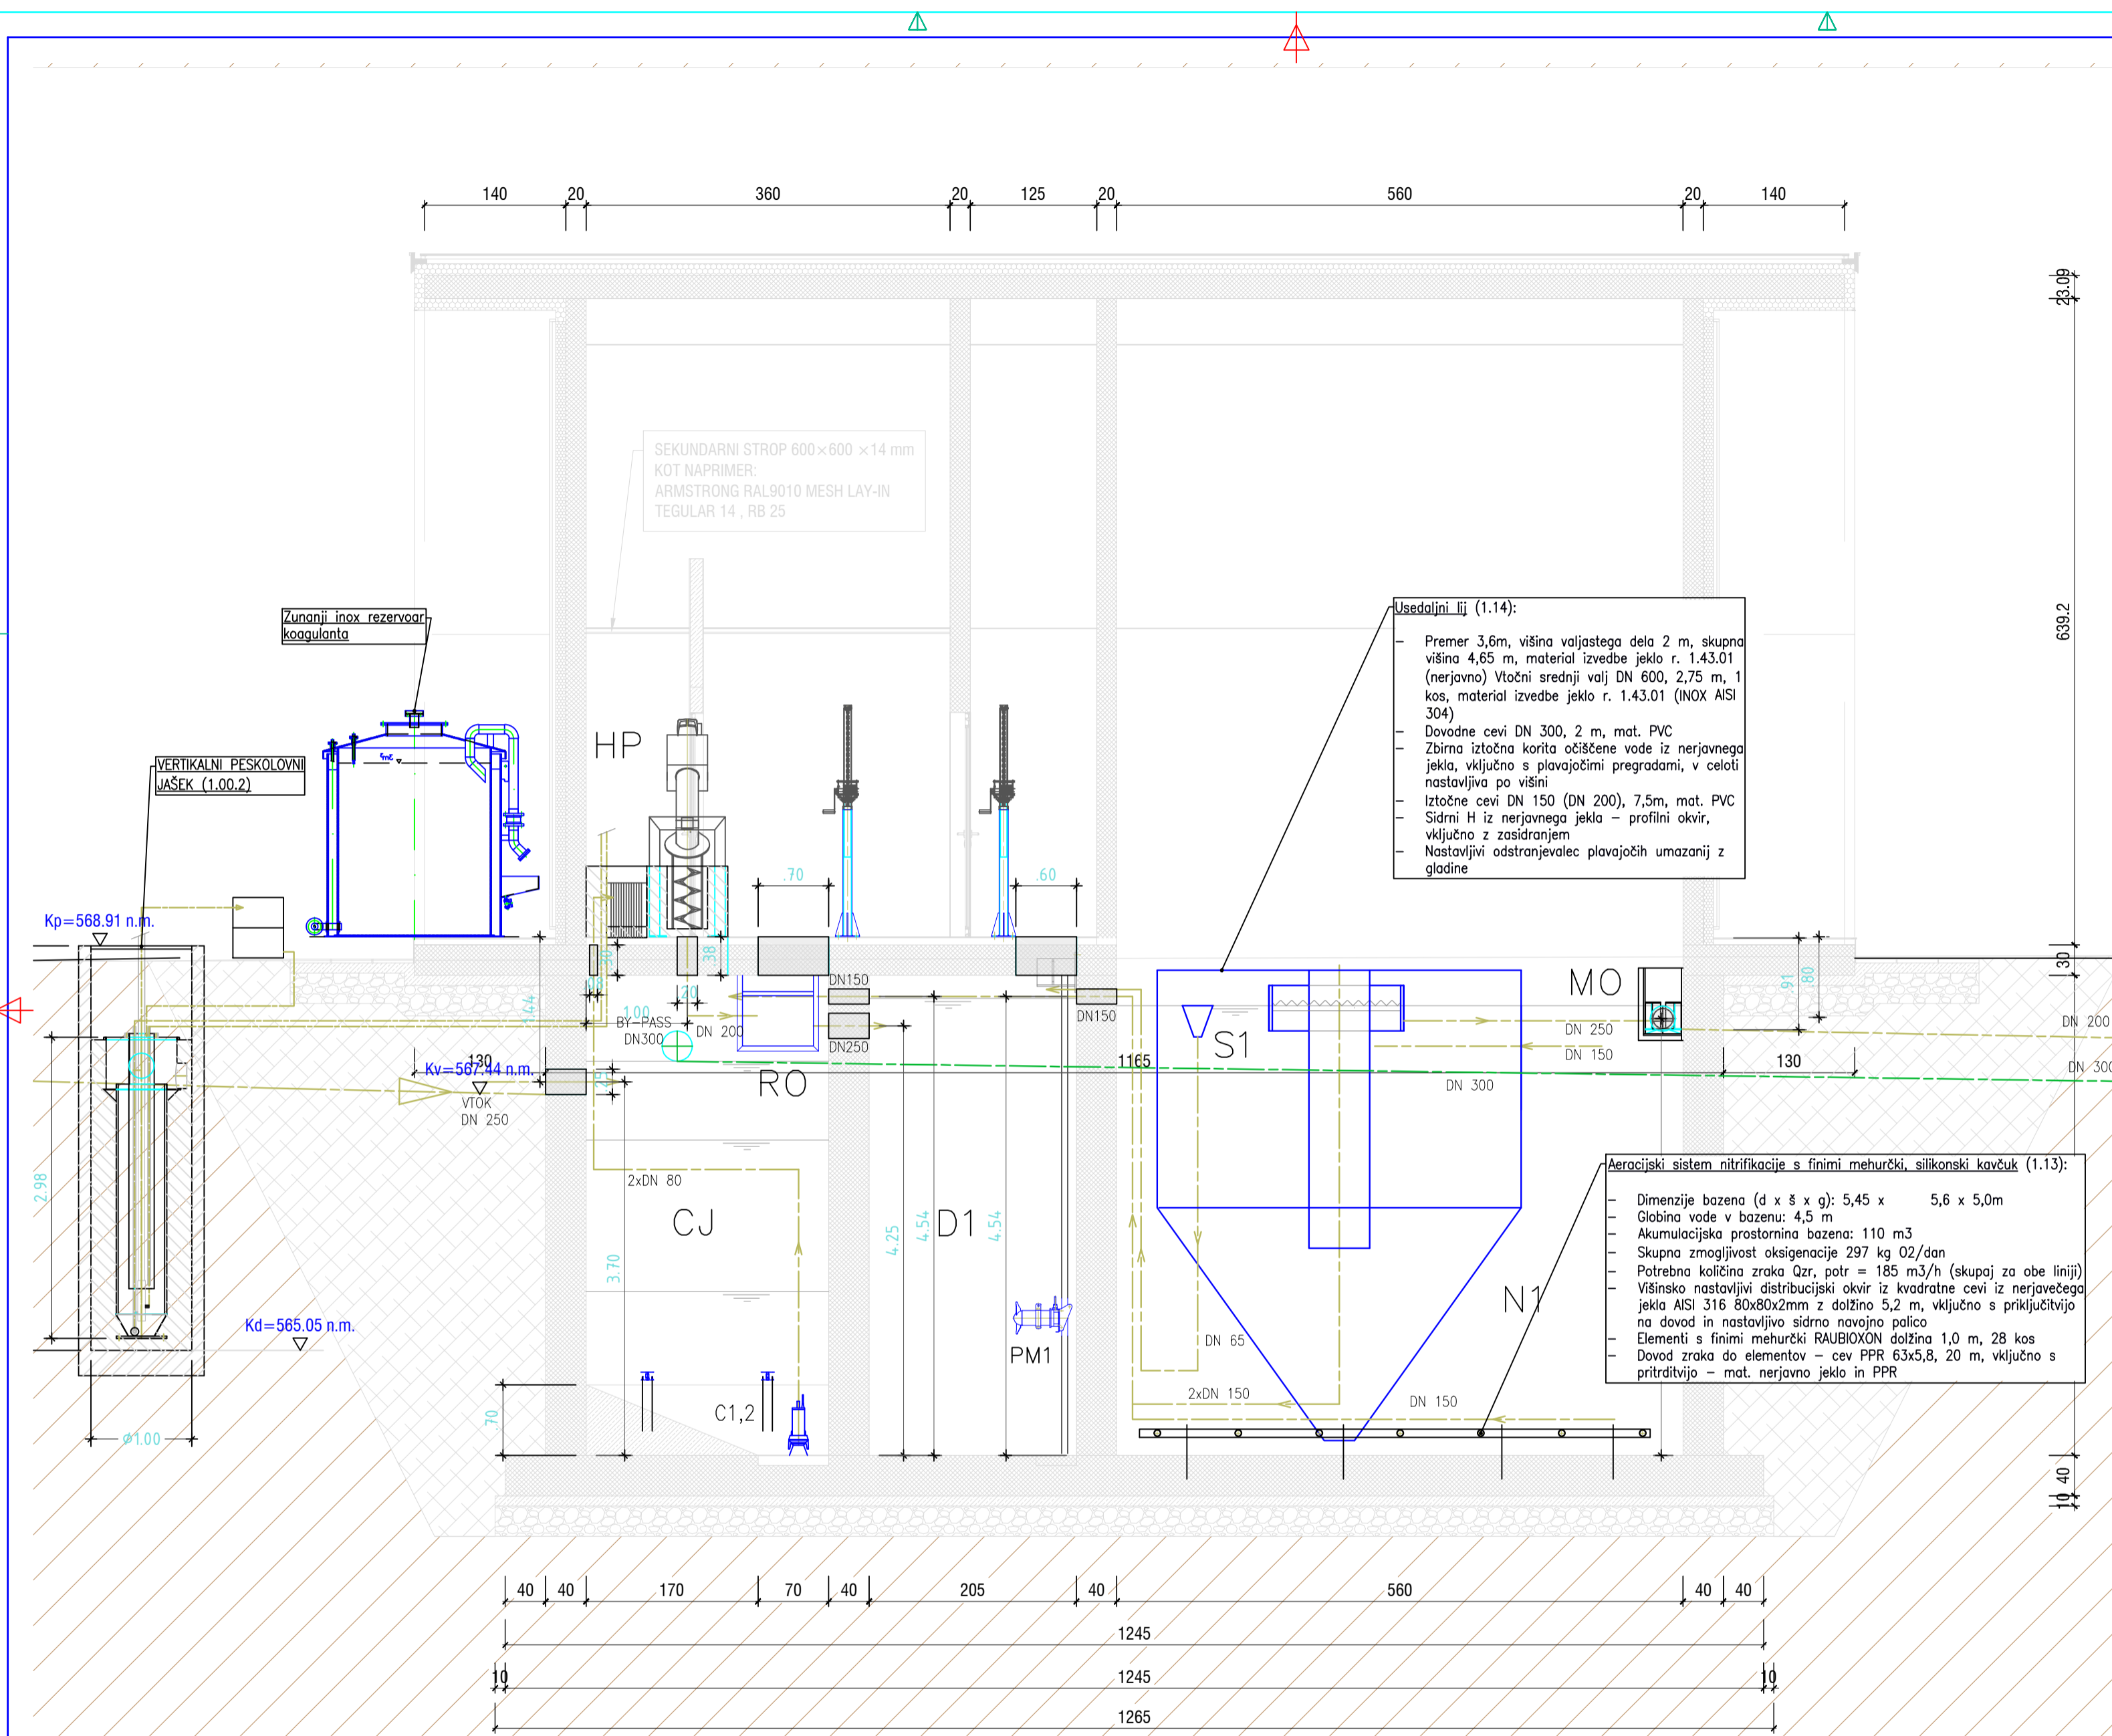 140
20
360
20
125
20
560
20
140
23.09
639.2
30
40
10
SEKUNDARNI STROP 600×600 ×14 mm
KOT NAPRIMER:
ARMSTRONG RAL9010 MESH LAY-IN
TEGULAR 14 , RB 25
Zunanji inox rezervoar
koagulanta
VERTIKALNI PESKOLOVNI
JAŠEK (1.00.2)
HP
Usedaljni lij (1.14):
– Premer 3,6m, višina valjastega dela 2 m, skupna
višina 4,65 m, material izvedbe jeklo r. 1.43.01
(nerjavno) Vtočni srednji valj DN 600, 2,75 m, 1
kos, material izvedbe jeklo r. 1.43.01 (INOX AISI
304)
– Dovodne cevi DN 300, 2 m, mat. PVC
– Zbirna iztočna korita očiščene vode iz nerjavnega
jekla, vključno s plavajočimi pregradami, v celoti
nastavljiva po višini
– Iztočne cevi DN 150 (DN 200), 7,5m, mat. PVC
– Sidrni H iz nerjavnega jekla – profilni okvir,
vključno z zasidranjem
– Nastavljivi odstranjevalec plavajočih umazanij z
gladine
Kp=568.91 n.m.
.70
.60
.30
.38
.20
1.00
1.44
BY-PASS
DN300
DN 200
DN150
DN250
DN150
S1
MO
91
80
DN 250
DN 150
DN 300
DN 200
DN 300
130
1165
130
Kv=567.44 n.m.
.25
VTOK
DN 250
RO
2xDN 80
CJ
D1
2.98
3.70
4.25
4.54
4.54
Kd=565.05 n.m.
N1
PM1
DN 65
2xDN 150
DN 150
C1,2
.70
ø1.00
Aeracijski sistem nitrifikacije s finimi mehurčki, silikonski kavčuk (1.13):
– Dimenzije bazena (d x š x g): 5,45 x 5,6 x 5,0m
– Globina vode v bazenu: 4,5 m
– Akumulacijska prostornina bazena: 110 m3
– Skupna zmogljivost oksigenacije 297 kg O2/dan
– Potrebna količina zraka Qzr, potr = 185 m3/h (skupaj za obe liniji)
– Višinsko nastavljivi distribucijski okvir iz kvadratne cevi iz nerjavečega
jekla AISI 316 80x80x2mm z dolžino 5,2 m, vključno s priključitvijo
na dovod in nastavljivo sidrno navojno palico
– Elementi s finimi mehurčki RAUBIOXON dolžina 1,0 m, 28 kos
– Dovod zraka do elementov – cev PPR 63x5,8, 20 m, vključno s
pritrditvijo – mat. nerjavno jeklo in PPR
40
40
170
70
40
205
40
560
40
40
1245
10
1245
10
1265